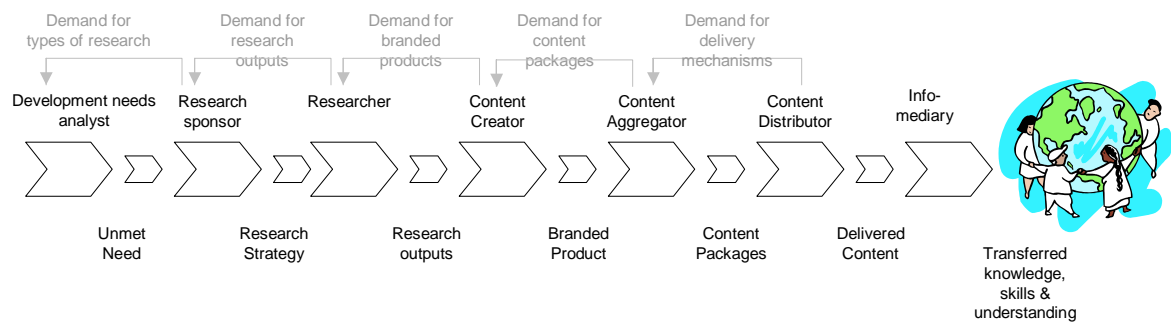 Demand for
types of research
Demand for
research
outputs
Demand for
branded
products
Demand for
content
packages
Demand for
delivery
mechanisms
Development needs
analyst
Research
sponsor
Researcher
Content
Creator
Content
Aggregator
Content
Distributor
Info-
mediary
Unmet
Need
Research
Strategy
Research
outputs
Branded
Product
Content
Packages
Delivered
Content
Transferred
knowledge,
skills &
understanding